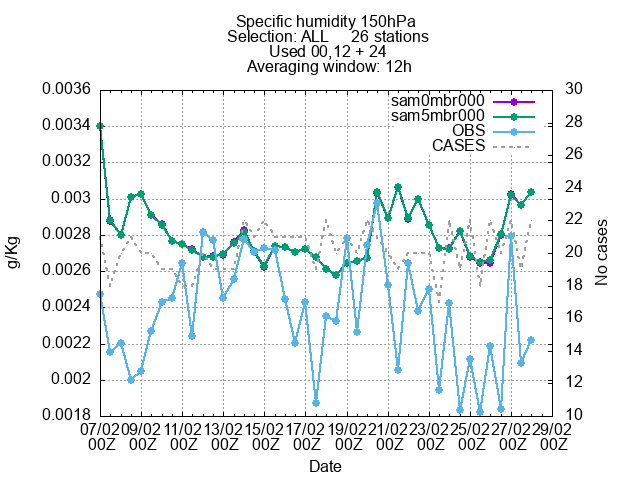 Specific humidity 150hPa
Selection: ALL 26 stations
Used 00,12 + 24
Averaging window: 12h
sam0mbr000
sam5mbr000
OBS
CASES
g/Kg
0.0036
0.0034
0.0032
0.003
0.0028
0.0026
0.0024
0.0022
0.002
0.0018
30
28
26
24
22
20
18
16
14
12
10
No cases
07/02 09/02 11/02 13/02 15/02 17/02 19/02 21/02 23/02 25/02 27/02 29/02
00Z 00Z 00Z 00Z 00Z 00Z 00Z 00Z 00Z 00Z 00Z 00Z
Date